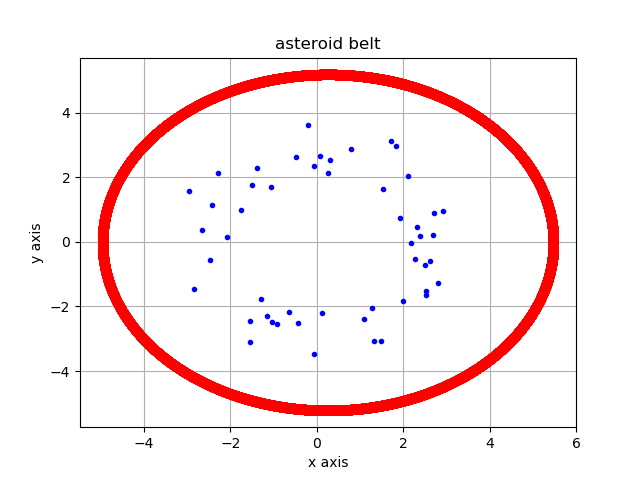 asteroid belt
4
2
0
−2
−4
y axis
−4 −2 0 2 4 6
x axis